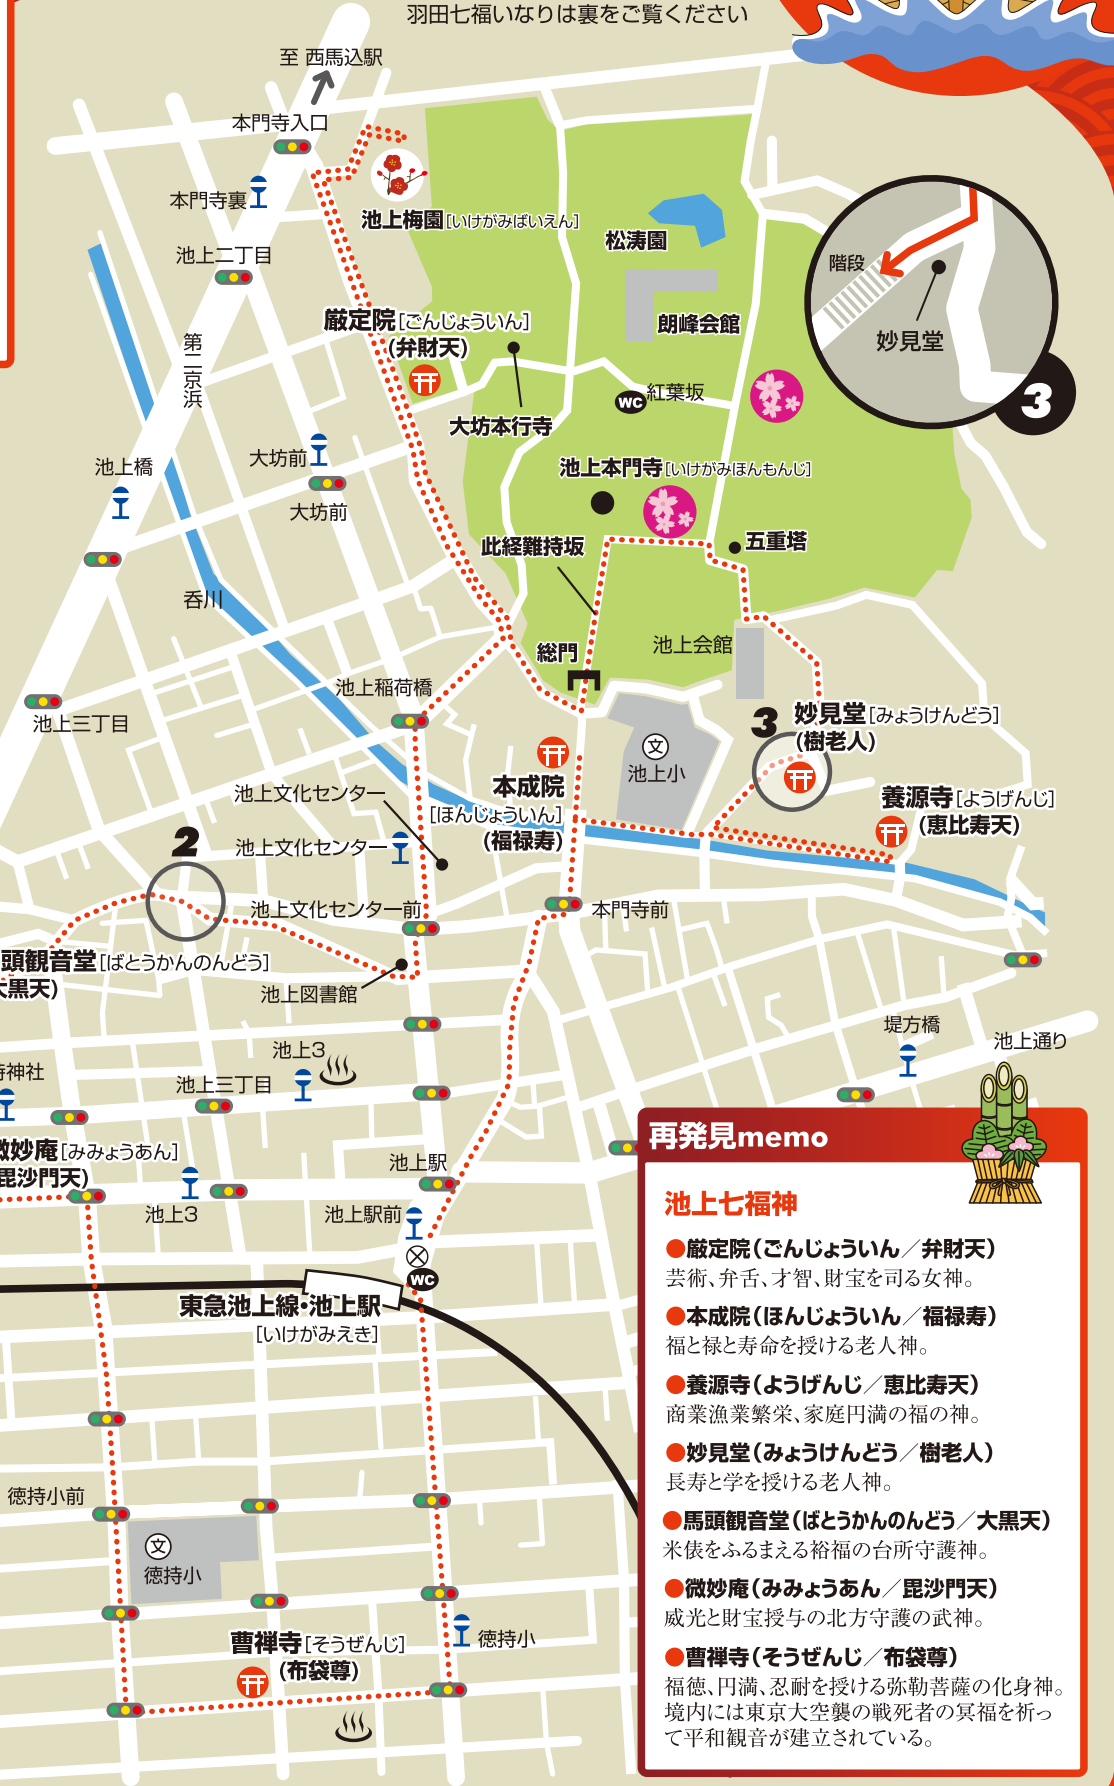 羽田七福いなりは裏をご覧ください
至 西馬込駅
本門寺入口
本門寺裏
池上梅園[いけがみばいえん]
松涛園
池上二丁目
階段
妙見堂
3
厳定院[ごんじょういん]
(弁財天)
朗峰会館
第二京浜
WC
紅葉坂
大坊本行寺
大坊前
池上橋
池上本門寺[いけがみほんもんじ]
大坊前
此経難持坂
五重塔
呑川
総門
池上会館
池上稲荷橋
池上三丁目
3
妙見堂[みょうけんどう]
(樹老人)
文
池上小
本成院
[ほんじょういん]
(福禄寿)
養源寺[ようげんじ]
(恵比寿天)
池上文化センター
池上文化センター
2
池上文化センター前
本門寺前
頭観音堂[ばとうかんのんどう]
大黒天)
池上図書館
堤方橋
池上通り
池上3
池上三丁目
持神社
微妙庵[みみょうあん]
毘沙門天)
池上駅
池上3
池上駅前
WC
東急池上線・池上駅
[いけがみえき]
徳持小前
文
徳持小
曹禅寺[そうぜんじ]
(布袋尊)
徳持小
再発見memo
池上七福神
●厳定院(ごんじょういん/弁財天)
芸術、弁舌、才智、財宝を司る女神。
●本成院(ほんじょういん/福禄寿)
福と禄と寿命を授ける老人神。
●養源寺(ようげんじ/恵比寿天)
商業漁業繁栄、家庭円満の福の神。
●妙見堂(みょうけんどう/樹老人)
長寿と学を授ける老人神。
●馬頭観音堂(ばとうかんのんどう/大黒天)
米俵をふるまえる裕福の台所守護神。
●微妙庵(みみょうあん/毘沙門天)
威光と財宝授与の北方守護の武神。
●曹禅寺(そうぜんじ/布袋尊)
福徳、円満、忍耐を授ける弥勒菩薩の化身神。
境内には東京大空襲の戦死者の冥福を祈っ
て平和観音が建立されている。